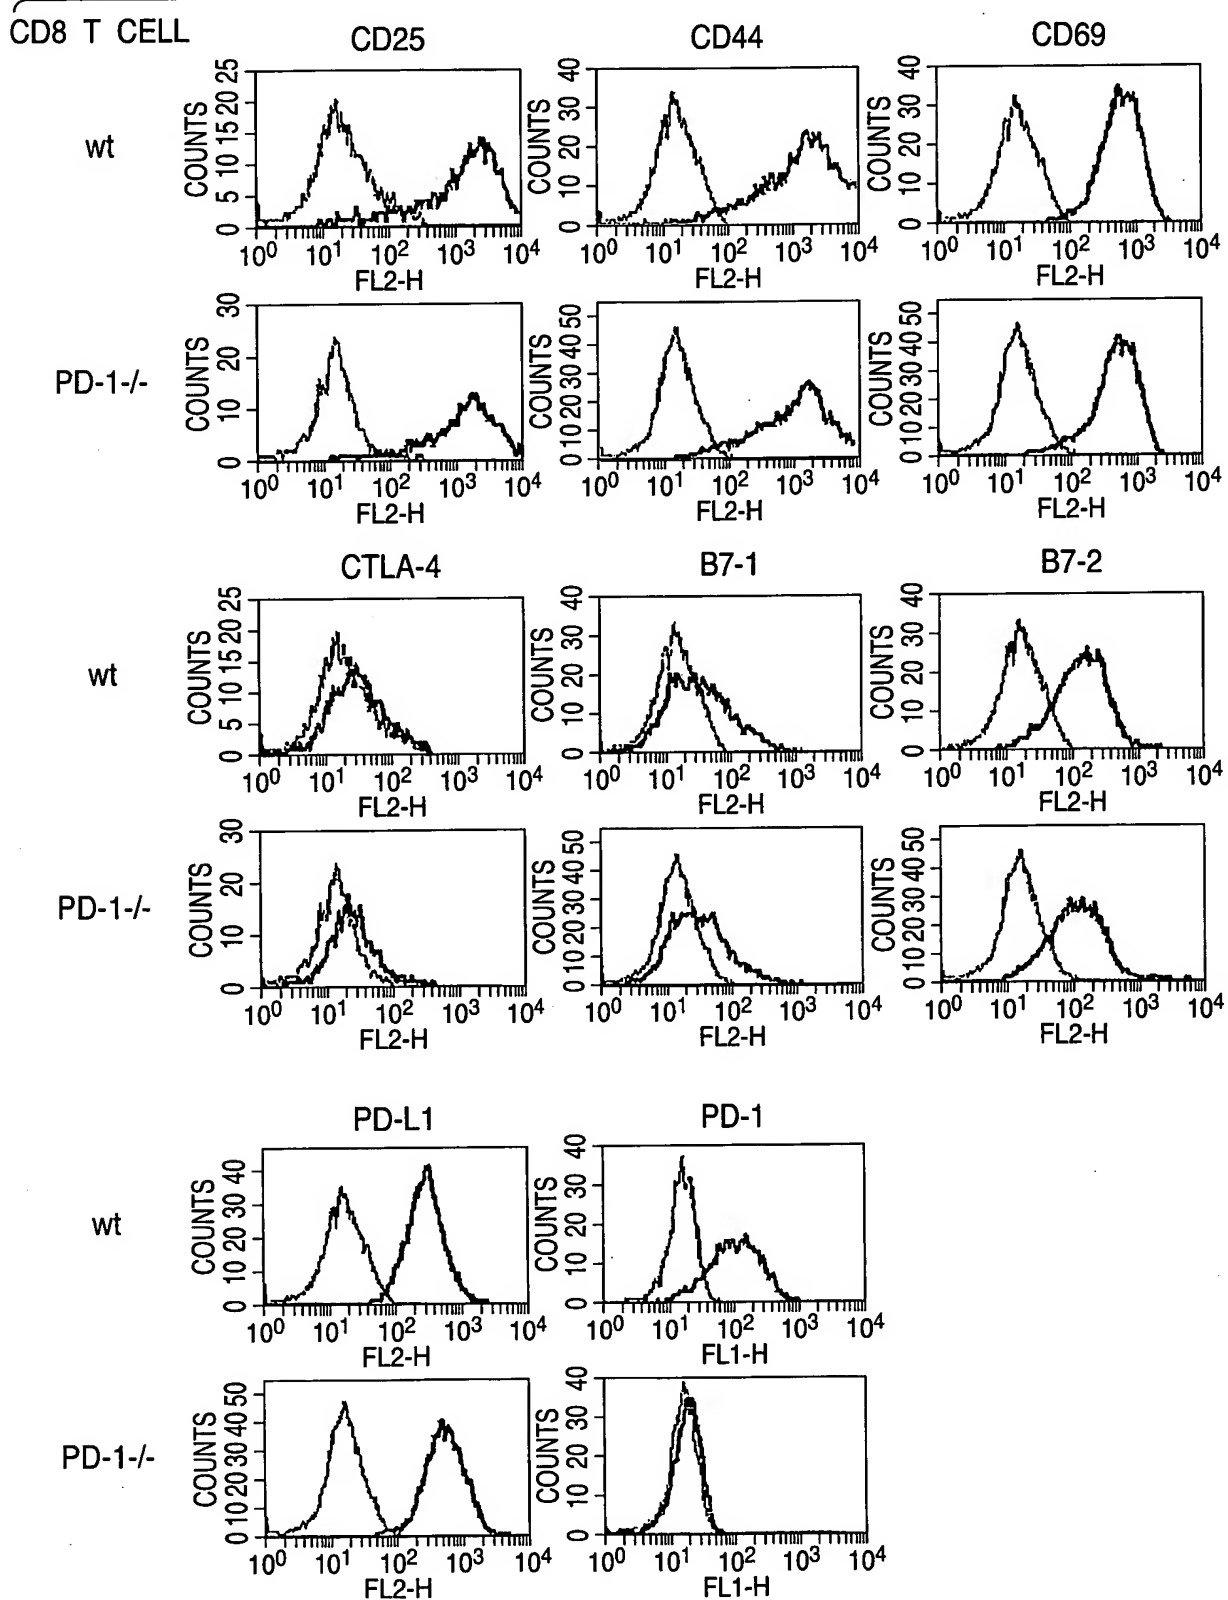 CD8 T CELL
CD25 CD44 CD69
wt
COUNTS 0 5 10 15 20 25 10^0 10^1 10^2 10^3 10^4 FL2-H
COUNTS 0 10 20 30 40 10^0 10^1 10^2 10^3 10^4 FL2-H
COUNTS 0 10 20 30 40 10^0 10^1 10^2 10^3 10^4 FL2-H
PD-1-/-
COUNTS 0 10 20 30 10^0 10^1 10^2 10^3 10^4 FL2-H
COUNTS 0 10 20 30 40 50 10^0 10^1 10^2 10^3 10^4 FL2-H
COUNTS 0 10 20 30 40 50 10^0 10^1 10^2 10^3 10^4 FL2-H
CTLA-4 B7-1 B7-2
wt
COUNTS 0 5 10 15 20 25 10^0 10^1 10^2 10^3 10^4 FL2-H
COUNTS 0 10 20 30 40 10^0 10^1 10^2 10^3 10^4 FL2-H
COUNTS 0 10 20 30 40 10^0 10^1 10^2 10^3 10^4 FL2-H
PD-1-/-
COUNTS 0 10 20 30 10^0 10^1 10^2 10^3 10^4 FL2-H
COUNTS 0 10 20 30 40 50 10^0 10^1 10^2 10^3 10^4 FL2-H
COUNTS 0 10 20 30 40 50 10^0 10^1 10^2 10^3 10^4 FL2-H
PD-L1 PD-1
wt
COUNTS 0 10 20 30 40 10^0 10^1 10^2 10^3 10^4 FL2-H
COUNTS 0 10 20 30 40 10^0 10^1 10^2 10^3 10^4 FL1-H
PD-1-/-
COUNTS 0 10 20 30 40 50 10^0 10^1 10^2 10^3 10^4 FL2-H
COUNTS 0 10 20 30 40 10^0 10^1 10^2 10^3 10^4 FL1-H